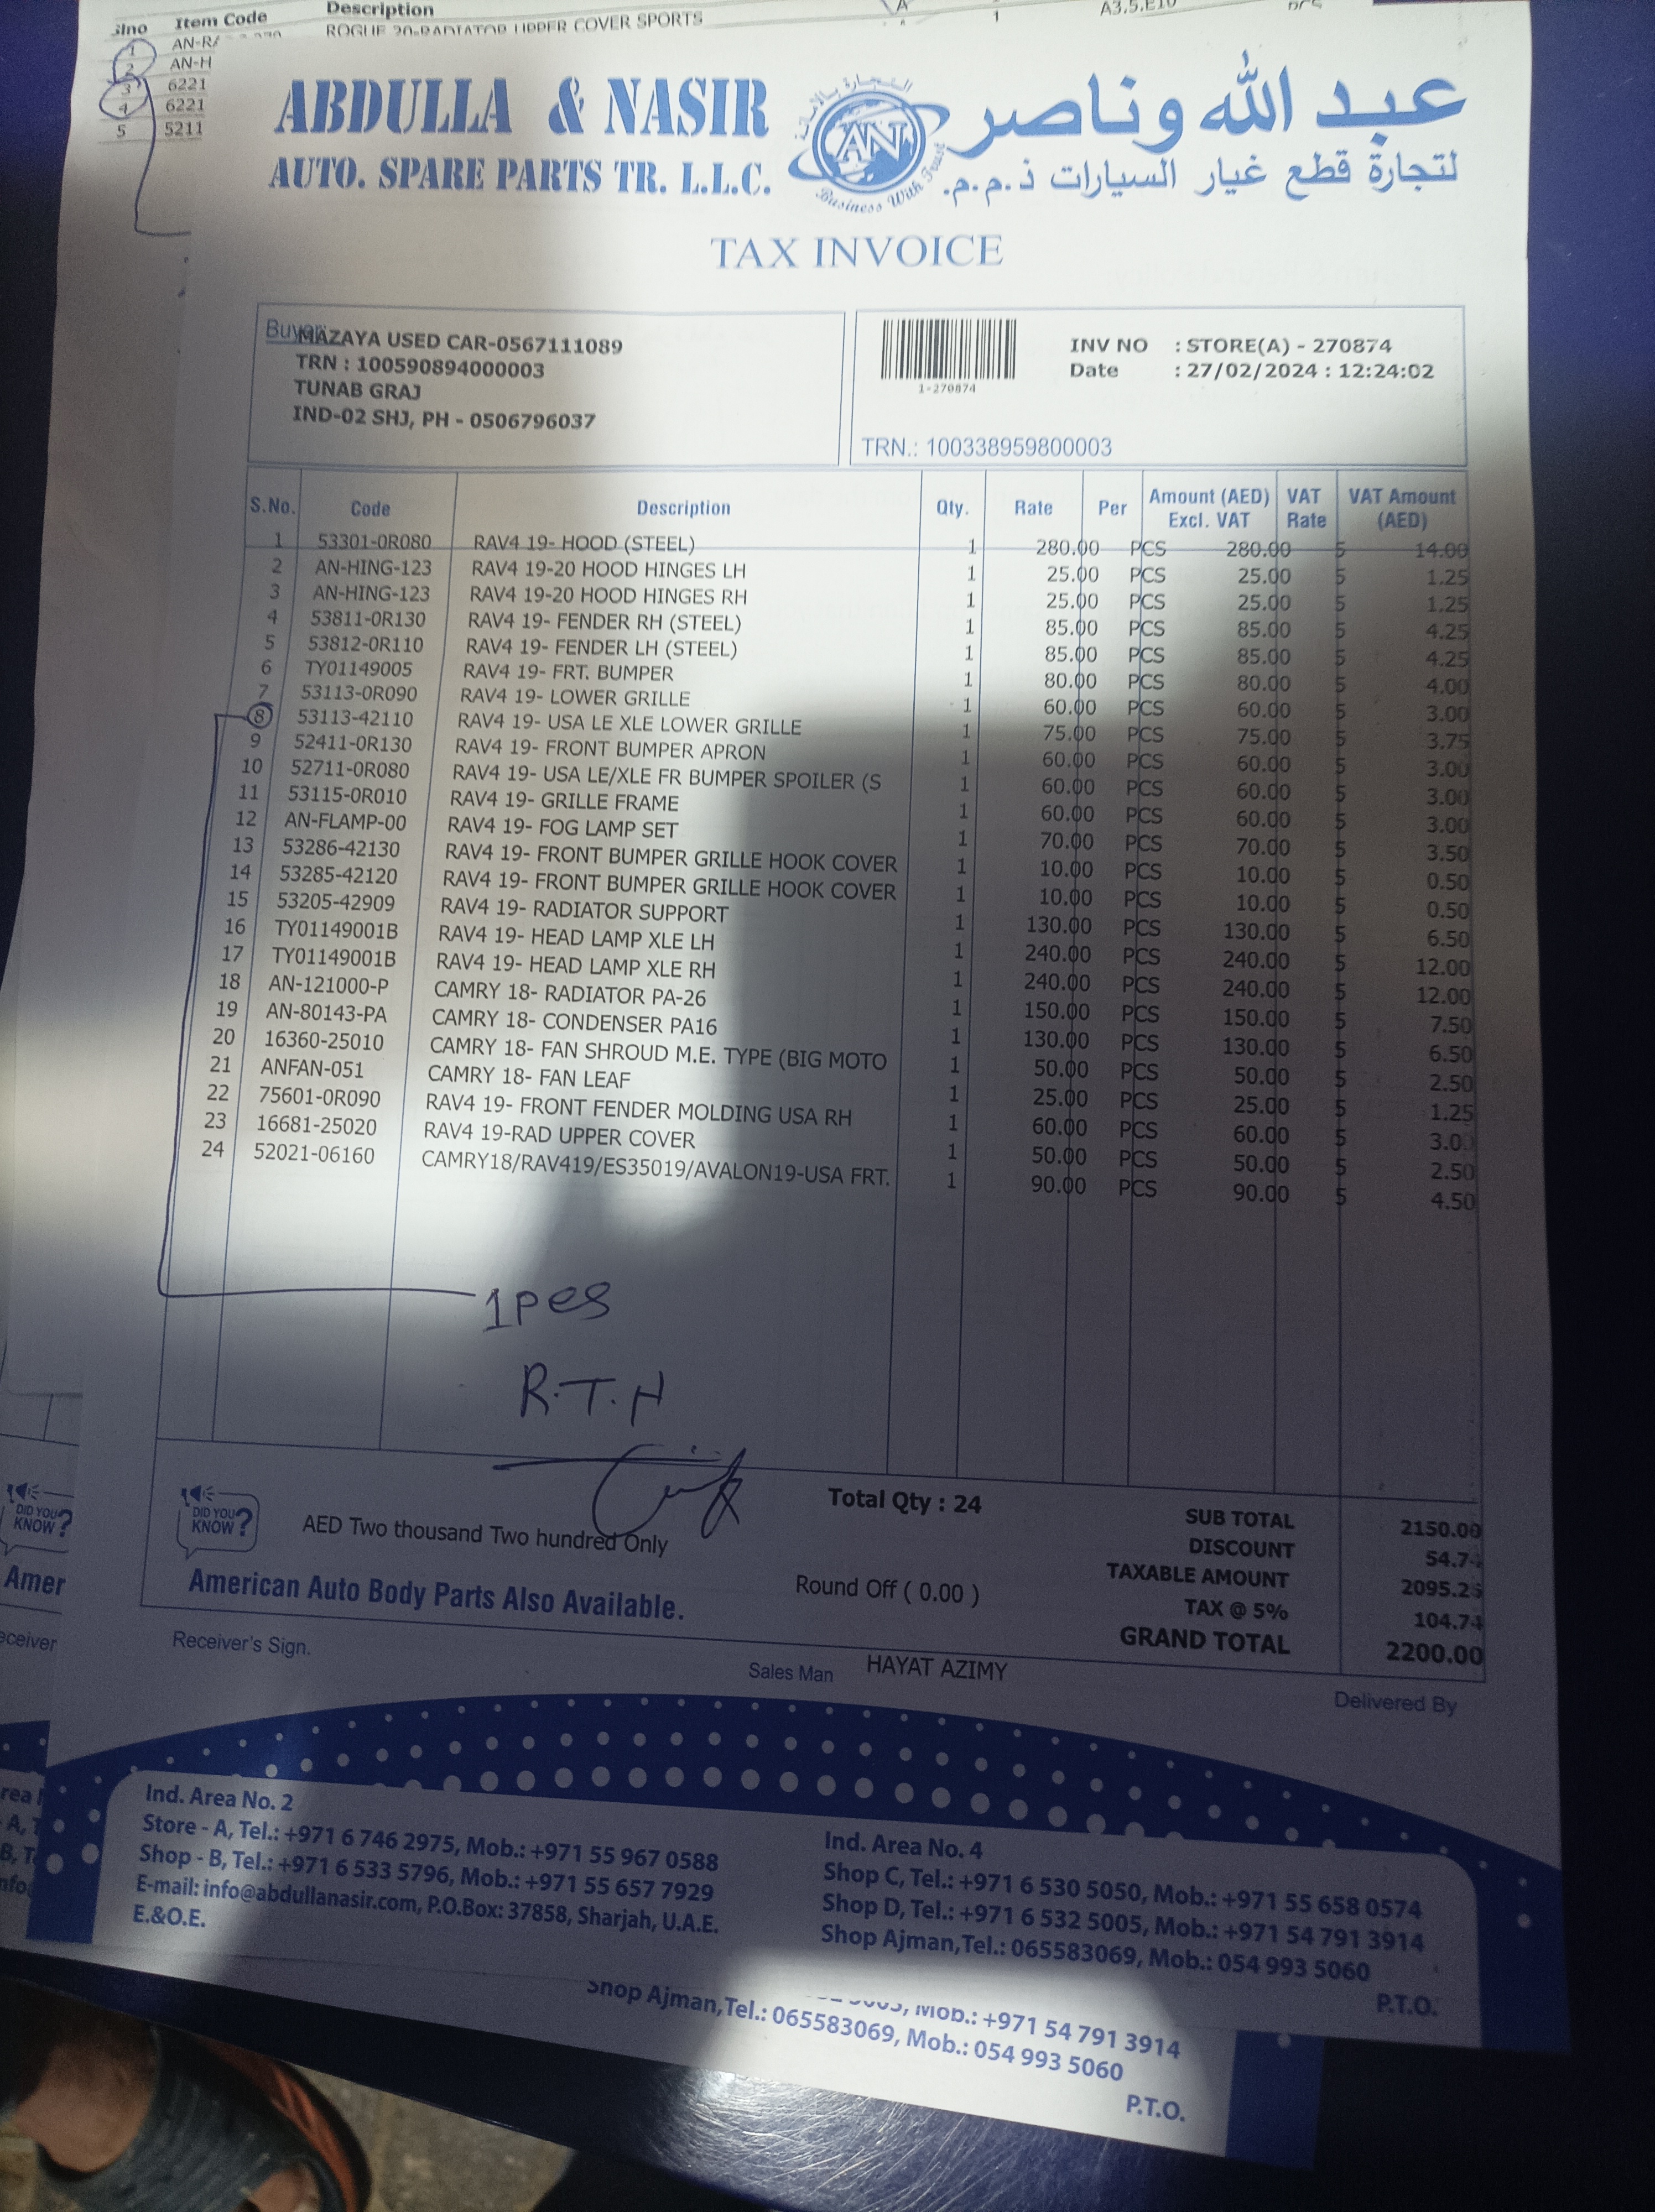 Slno Item Code Description
1 ROGUE 20-RADIATOR UPPER COVER SPORTS 1
2 AN-H
3 6221
4 6221
5 5211
ABDULLA & NASIR
AUTO. SPARE PARTS TR. L.L.C.
AN
Business With Trust
عبد الله وناصر
لتجارة قطع غيار السيارات ذ.م.م.
TAX INVOICE
Buyer:
MAZAYA USED CAR-0567111089
TRN : 100590894000003
TUNAB GRAJ
IND-02 SHJ, PH - 0506796037
1-270874
INV NO : STORE(A) - 270874
Date : 27/02/2024 : 12:24:02
TRN.: 100338959800003
S.No. Code Description Qty. Rate Per Amount (AED) Excl. VAT VAT Rate VAT Amount (AED)
1 53301-0R080 RAV4 19- HOOD (STEEL) 1 280.00 PCS 280.00 5 14.00
2 AN-HING-123 RAV4 19-20 HOOD HINGES LH 1 25.00 PCS 25.00 5 1.25
3 AN-HING-123 RAV4 19-20 HOOD HINGES RH 1 25.00 PCS 25.00 5 1.25
4 53811-0R130 RAV4 19- FENDER RH (STEEL) 1 85.00 PCS 85.00 5 4.25
5 53812-0R110 RAV4 19- FENDER LH (STEEL) 1 85.00 PCS 85.00 5 4.25
6 TY01149005 RAV4 19- FRT. BUMPER 1 80.00 PCS 80.00 5 4.00
7 53113-0R090 RAV4 19- LOWER GRILLE 1 60.00 PCS 60.00 5 3.00
8 53113-42110 RAV4 19- USA LE XLE LOWER GRILLE 1 75.00 PCS 75.00 5 3.75
9 52411-0R130 RAV4 19- FRONT BUMPER APRON 1 60.00 PCS 60.00 5 3.00
10 52711-0R080 RAV4 19- USA LE/XLE FR BUMPER SPOILER (S 1 60.00 PCS 60.00 5 3.00
11 53115-0R010 RAV4 19- GRILLE FRAME 1 60.00 PCS 60.00 5 3.00
12 AN-FLAMP-00 RAV4 19- FOG LAMP SET 1 70.00 PCS 70.00 5 3.50
13 53286-42130 RAV4 19- FRONT BUMPER GRILLE HOOK COVER 1 10.00 PCS 10.00 5 0.50
14 53285-42120 RAV4 19- FRONT BUMPER GRILLE HOOK COVER 1 10.00 PCS 10.00 5 0.50
15 53205-42909 RAV4 19- RADIATOR SUPPORT 1 130.00 PCS 130.00 5 6.50
16 TY01149001B RAV4 19- HEAD LAMP XLE LH 1 240.00 PCS 240.00 5 12.00
17 TY01149001B RAV4 19- HEAD LAMP XLE RH 1 240.00 PCS 240.00 5 12.00
18 AN-121000-P CAMRY 18- RADIATOR PA-26 1 150.00 PCS 150.00 5 7.50
19 AN-80143-PA CAMRY 18- CONDENSER PA16 1 130.00 PCS 130.00 5 6.50
20 16360-25010 CAMRY 18- FAN SHROUD M.E. TYPE (BIG MOTO 1 50.00 PCS 50.00 5 2.50
21 ANFAN-051 CAMRY 18- FAN LEAF 1 25.00 PCS 25.00 5 1.25
22 75601-0R090 RAV4 19- FRONT FENDER MOLDING USA RH 1 60.00 PCS 60.00 5 3.00
23 16681-25020 RAV4 19-RAD UPPER COVER 1 50.00 PCS 50.00 5 2.50
24 52021-06160 CAMRY18/RAV419/ES35019/AVALON19-USA FRT. 1 90.00 PCS 90.00 5 4.50
1 Pes
R.T.H
DID YOU KNOW?
AED Two thousand Two hundred Only
Total Qty : 24
SUB TOTAL 2150.00
DISCOUNT 54.74
TAXABLE AMOUNT 2095.26
TAX @ 5% 104.74
GRAND TOTAL 2200.00
American Auto Body Parts Also Available.
Round Off ( 0.00 )
Receiver's Sign.
Sales Man HAYAT AZIMY
Delivered By
Ind. Area No. 2
Store - A, Tel.: +971 6 746 2975, Mob.: +971 55 967 0588
Shop - B, Tel.: +971 6 533 5796, Mob.: +971 55 657 7929
E-mail: info@abdullanasir.com, P.O.Box: 37858, Sharjah, U.A.E.
E.&O.E.
Ind. Area No. 4
Shop C, Tel.: +971 6 530 5050, Mob.: +971 55 658 0574
Shop D, Tel.: +971 6 532 5005, Mob.: +971 54 791 3914
Shop Ajman,Tel.: 065583069, Mob.: 054 993 5060
P.T.O.
Mob.: +971 54 791 3914
Shop Ajman,Tel.: 065583069, Mob.: 054 993 5060
P.T.O.
DID YOU KNOW?
Amer